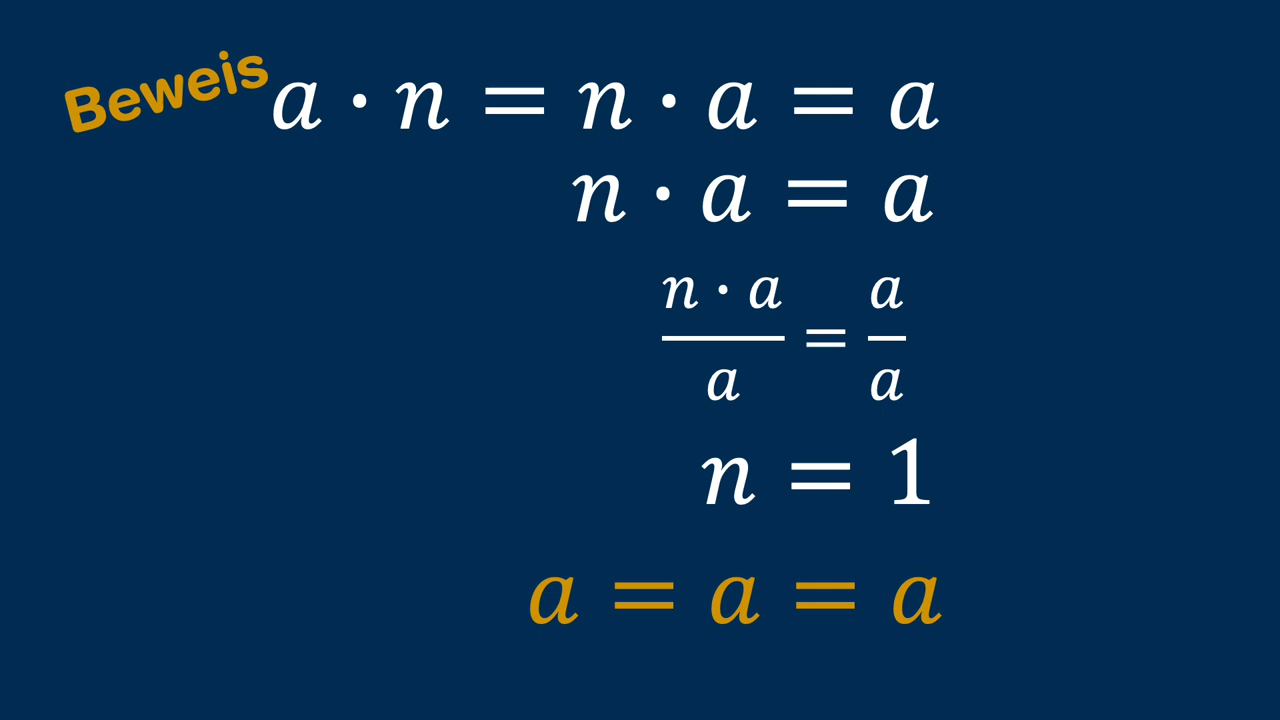 Beweis
a · n = n · a = a
n · a = a
n · a / a = a / a
n = 1
a = a = a